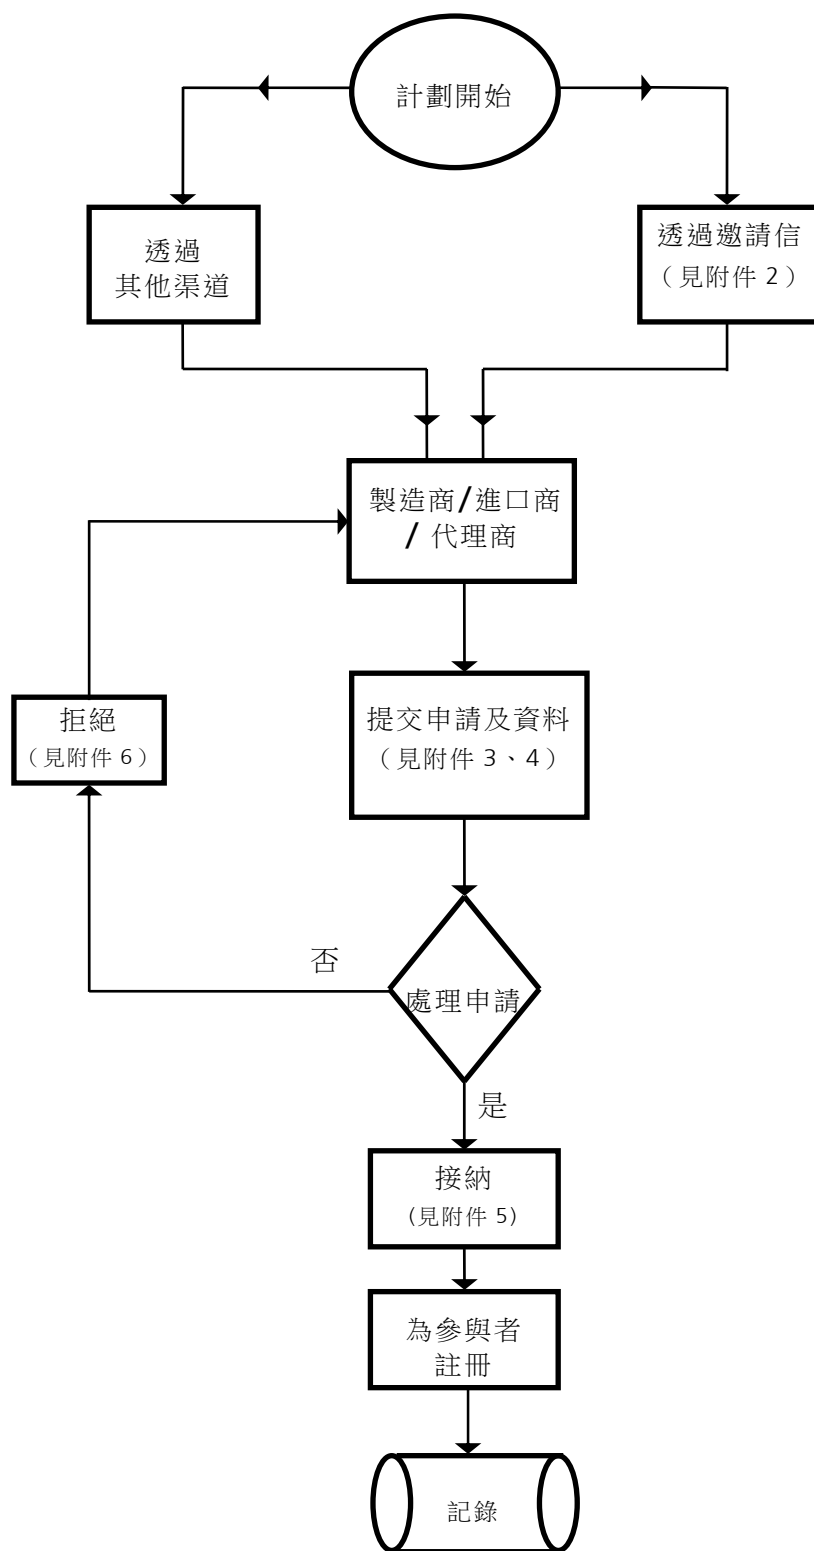 計劃開始
透過
其他渠道
透過邀請信
（見附件 2）
製造商/進口商
/ 代理商
拒絕
（見附件 6）
提交申請及資料
（見附件 3、4）
否
處理申請
是
接納
(見附件 5)
為參與者
註冊
記錄